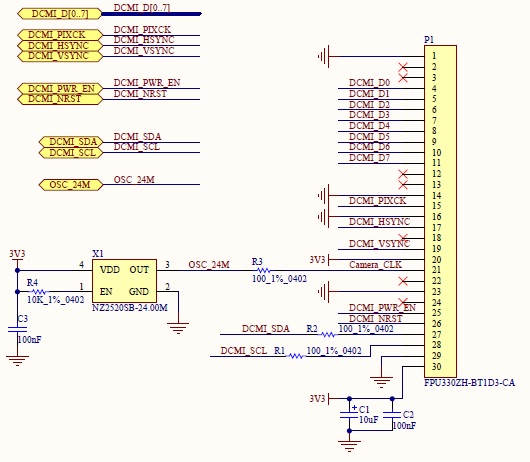 DCMI_D[0..7] DCMI_D[0..7]
DCMI_PIXCK DCMI_PIXCK
DCMI_HSYNC DCMI_HSYNC
DCMI_VSYNC DCMI_VSYNC
DCMI_PWR_EN DCMI_PWR_EN
DCMI_NRST DCMI_NRST
DCMI_SDA DCMI_SDA
DCMI_SCL DCMI_SCL
OSC_24M OSC_24M
P1
1
2
3
DCMI_D0 4
DCMI_D1 5
DCMI_D2 6
DCMI_D3 7
DCMI_D4 8
DCMI_D5 9
DCMI_D6 10
DCMI_D7 11
12
13
14
DCMI_PIXCK 15
16
DCMI_HSYNC 17
18
DCMI_VSYNC 19
3V3 20
Camera_CLK 21
22
23
24
DCMI_PWR_EN 25
DCMI_NRST 26
27
28
29
30
FPU330ZH-BT1D3-CA
3V3
X1
4 VDD OUT 3
1 EN GND 2
NZ2520SB-24.00M
OSC_24M
R3
100_1%_0402
R4
10K_1%_0402
C3
100nF
DCMI_SDA R2 100_1%_0402
DCMI_SCL R1 100_1%_0402
3V3
+
C1
10uF
C2
100nF